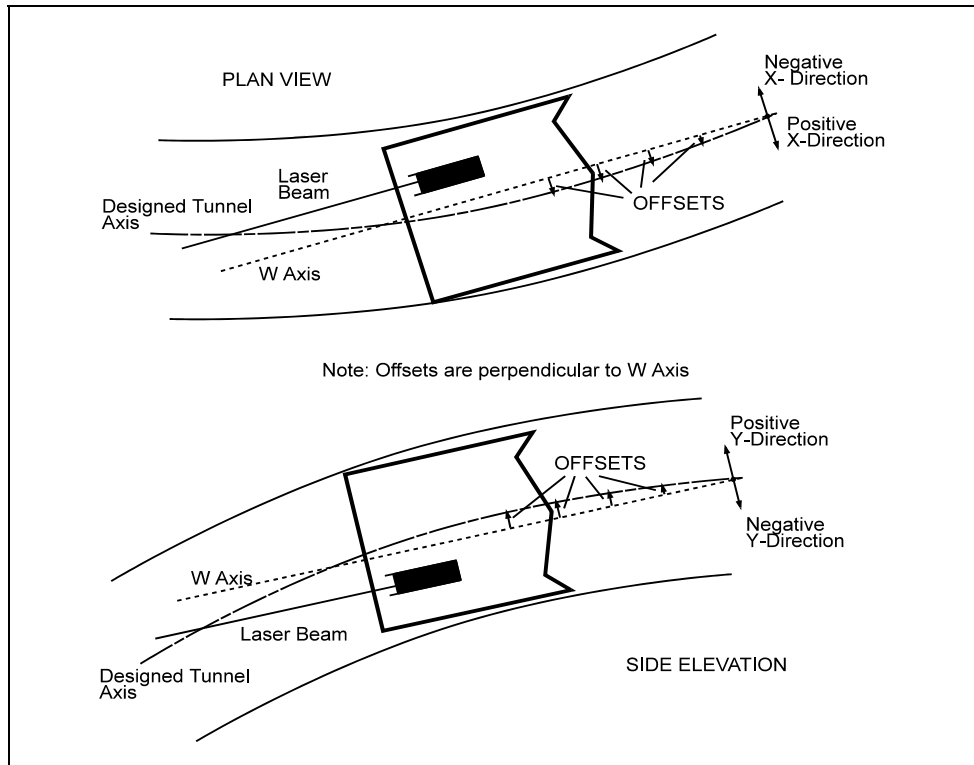 PLAN VIEW
Negative
X- Direction
Positive
X-Direction
Laser
Beam
Designed Tunnel
Axis
OFFSETS
W Axis
Note: Offsets are perpendicular to W Axis
Positive
Y-Direction
OFFSETS
Negative
Y-Direction
W Axis
Laser Beam
Designed Tunnel
Axis
SIDE ELEVATION